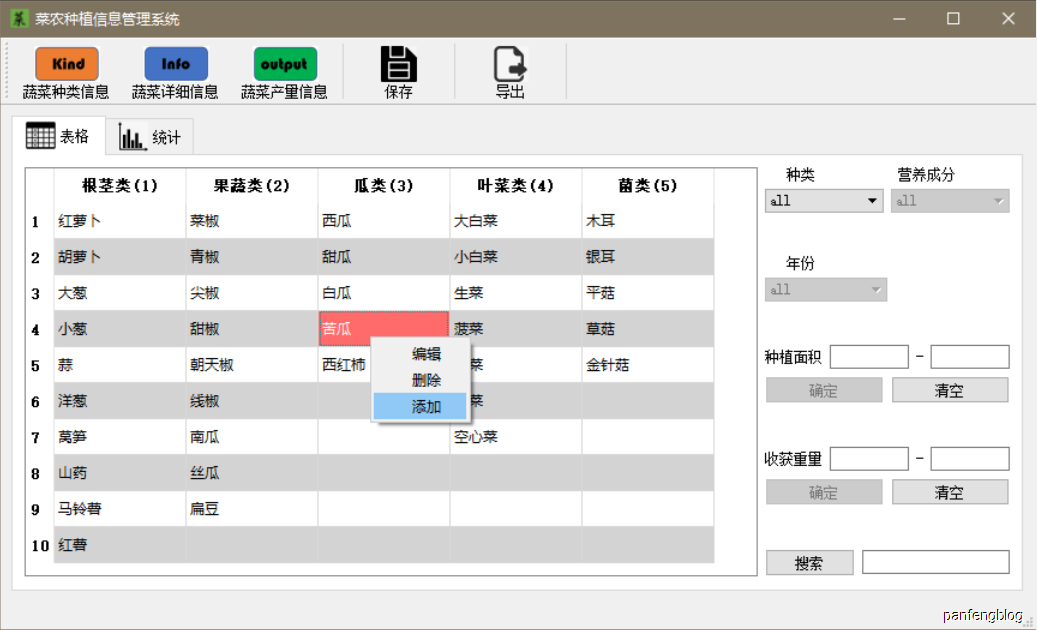 菜 菜农种植信息管理系统
Kind Info output
蔬菜种类信息 蔬菜详细信息 蔬菜产量信息 保存 导出
表格 统计
根茎类(1) 果蔬类(2) 瓜类(3) 叶菜类(4) 菌类(5)
1 红萝卜 菜椒 西瓜 大白菜 木耳
2 胡萝卜 青椒 甜瓜 小白菜 银耳
3 大葱 尖椒 白瓜 生菜 平菇
4 小葱 甜椒 苦瓜 菠菜 草菇
5 蒜 朝天椒 西红柿 菜 金针菇
6 洋葱 线椒 菜
7 莴笋 南瓜 空心菜
8 山药 丝瓜
9 马铃薯 扁豆
10 红薯
编辑
删除
添加
种类 营养成分
all all
年份
all
种植面积 -
确定 清空
收获重量 -
确定 清空
搜索
panfengblog